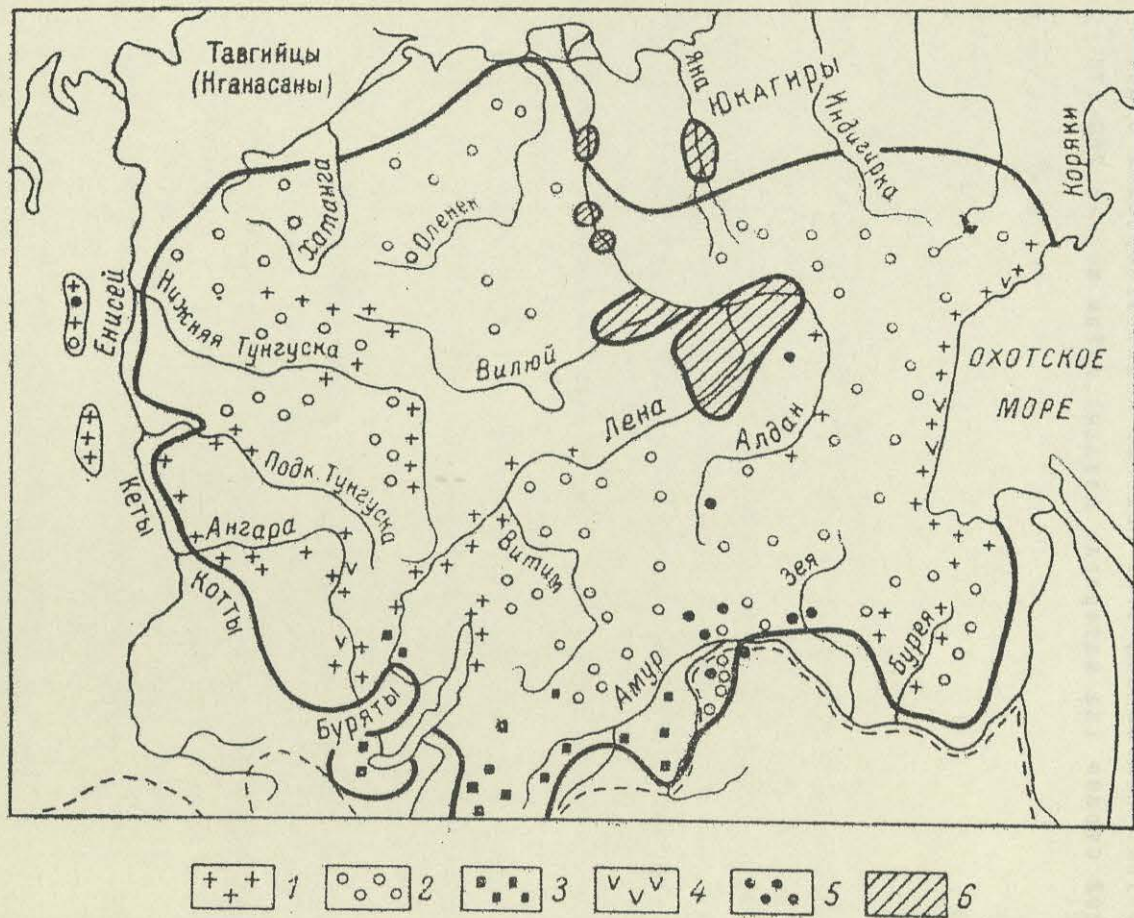 Тавгийцы
(Нганасаны)
Яна
Юкагиры
Индигирка
Коряки
Хатанга
Оленек
Енисей
Нижняя
Тунгуска
Вилюй
Лена
Алдан
ОХОТСКОЕ
МОРЕ
Подк. Тунгуска
Кеты
Ангара
Котты
Витим
Зея
Бурея
Амур
Буряты
1 2 3 4 5 6